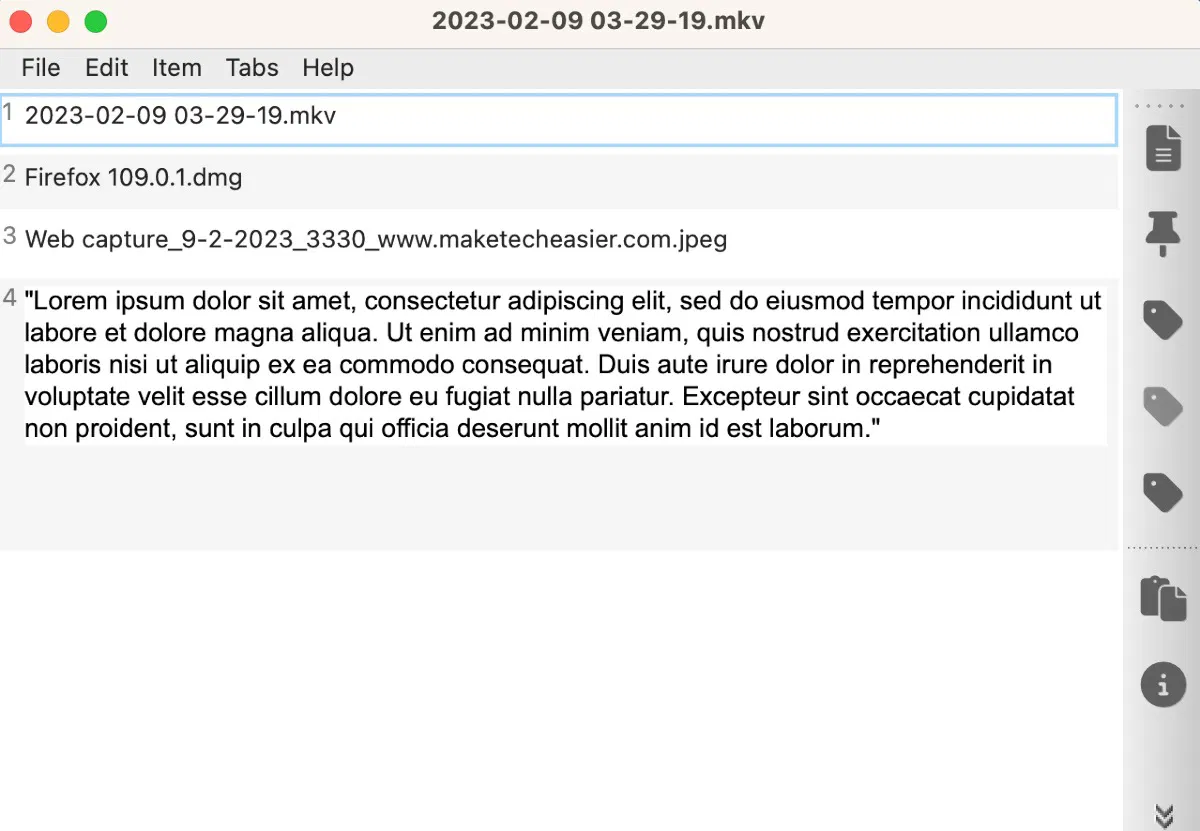 2023-02-09 03-29-19.mkv
File Edit Item Tabs Help
1 2023-02-09 03-29-19.mkv
2 Firefox 109.0.1.dmg
3 Web capture_9-2-2023_3330_www.maketecheasier.com.jpeg
4 "Lorem ipsum dolor sit amet, consectetur adipiscing elit, sed do eiusmod tempor incididunt ut
labore et dolore magna aliqua. Ut enim ad minim veniam, quis nostrud exercitation ullamco
laboris nisi ut aliquip ex ea commodo consequat. Duis aute irure dolor in reprehenderit in
voluptate velit esse cillum dolore eu fugiat nulla pariatur. Excepteur sint occaecat cupidatat
non proident, sunt in culpa qui officia deserunt mollit anim id est laborum."